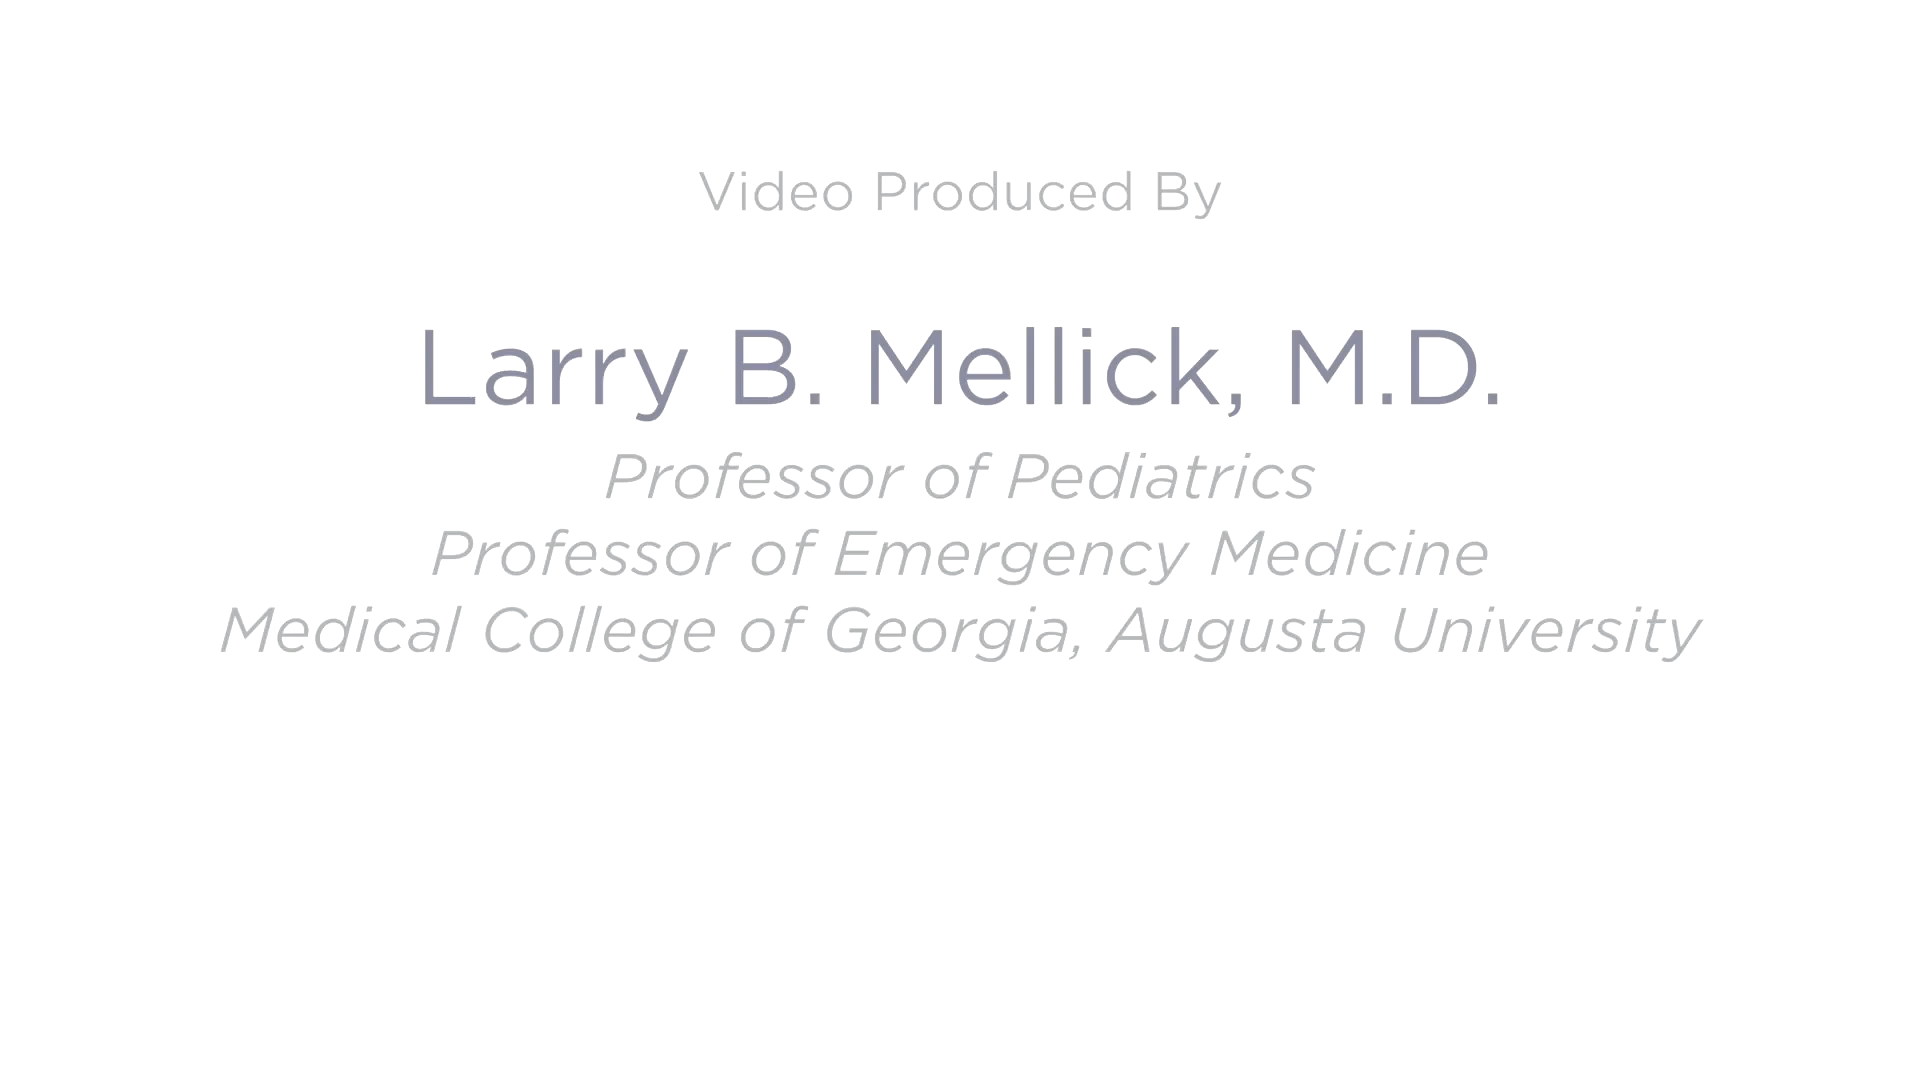 Video Produced By
Larry B. Mellick, M.D.
Professor of Pediatrics
Professor of Emergency Medicine
Medical College of Georgia, Augusta University